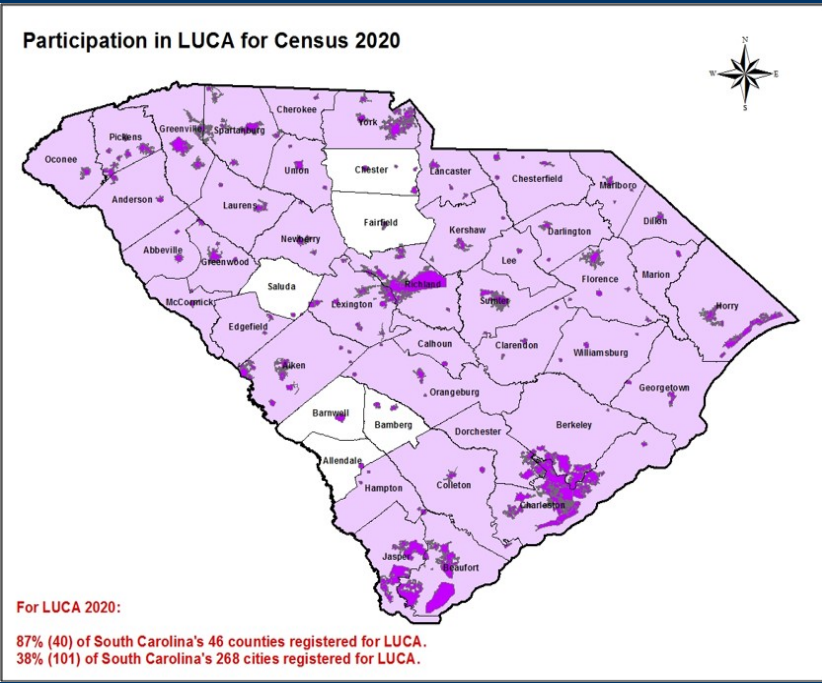 Participation in LUCA for Census 2020
N
W E
S
Cherokee
York
Greenville Spartanburg
Pickens
Oconee
Union
Chester
Lancaster
Chesterfield
Marlboro
Anderson
Laurens
Fairfield
Dillon
Kershaw
Darlington
Newberry
Abbeville
Greenwood
Lee
Marion
Saluda
Richland
Florence
McCormick
Lexington
Sumter
Horry
Edgefield
Calhoun
Clarendon
Williamsburg
Aiken
Orangeburg
Georgetown
Barnwell
Bamberg
Dorchester
Berkeley
Allendale
Hampton
Colleton
Charleston
Jasper
Beaufort
For LUCA 2020:
87% (40) of South Carolina's 46 counties registered for LUCA.
38% (101) of South Carolina's 268 cities registered for LUCA.